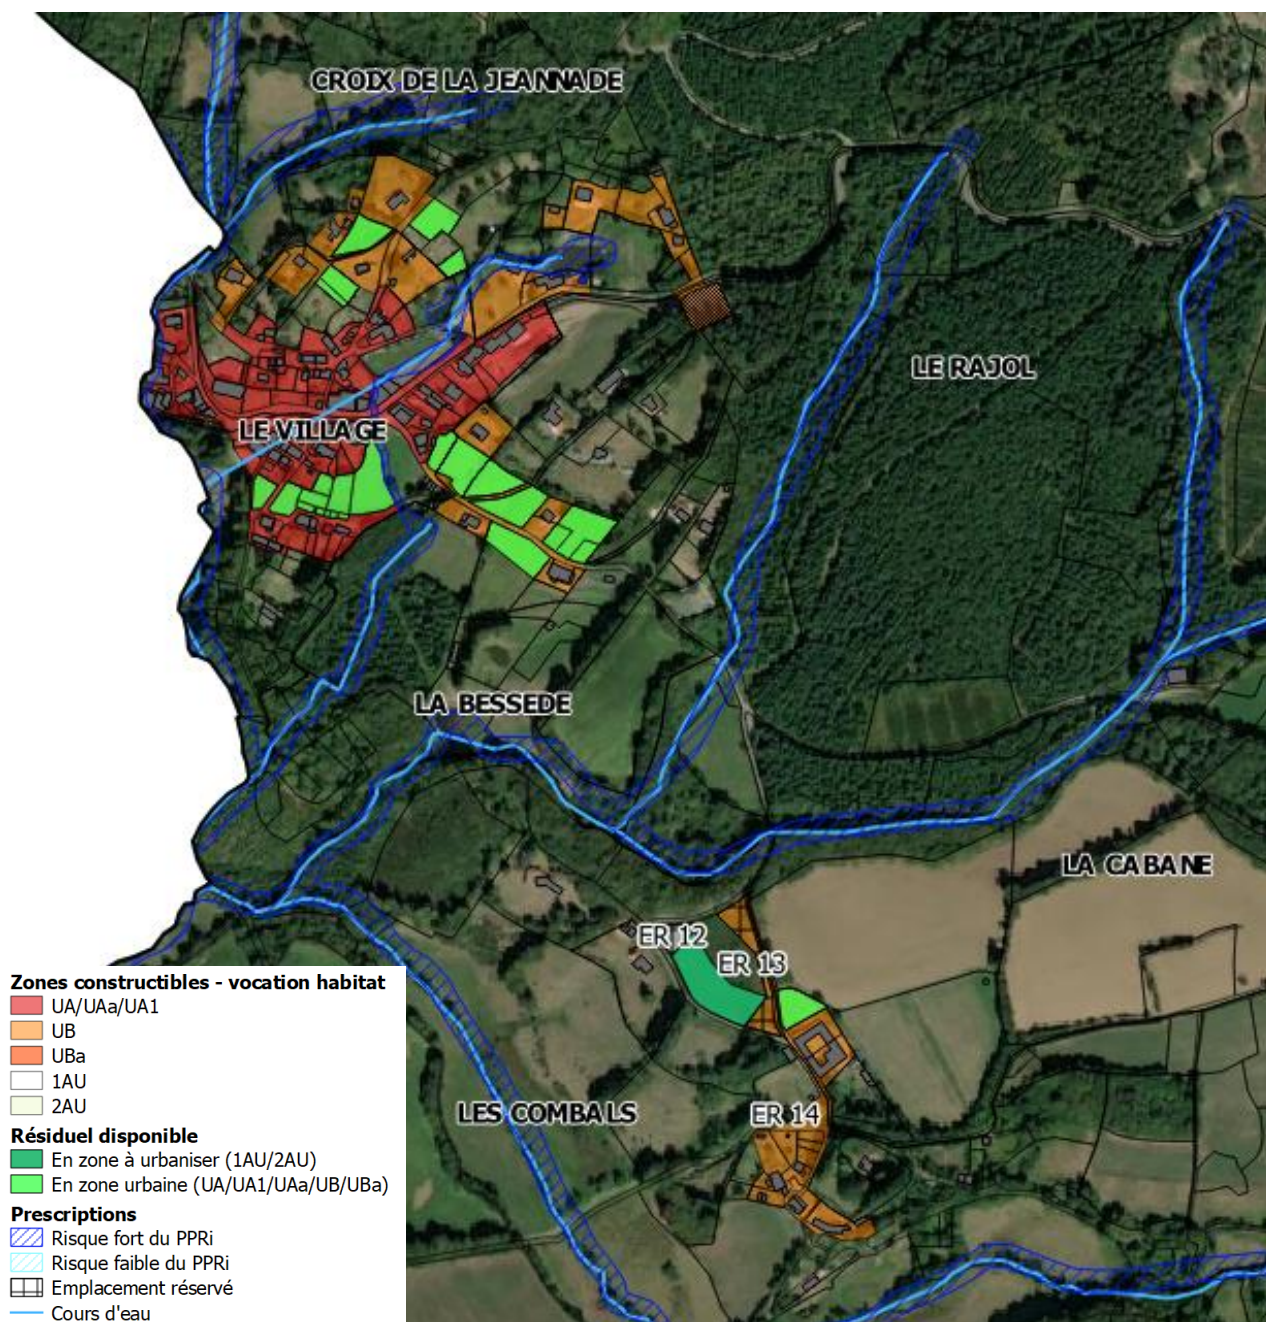 CROIX DE LA JEANNADE
LE RAJOL
LE VILLAGE
LA BESSEDE
LA CABANE
ER 12
ER 13
LES COMBALS
ER 14
Zones constructibles - vocation habitat
UA/UAa/UA1
UB
UBa
1AU
2AU
Résiduel disponible
En zone à urbaniser (1AU/2AU)
En zone urbaine (UA/UA1/UAa/UB/UBa)
Prescriptions
Risque fort du PPRi
Risque faible du PPRi
Emplacement réservé
Cours d'eau